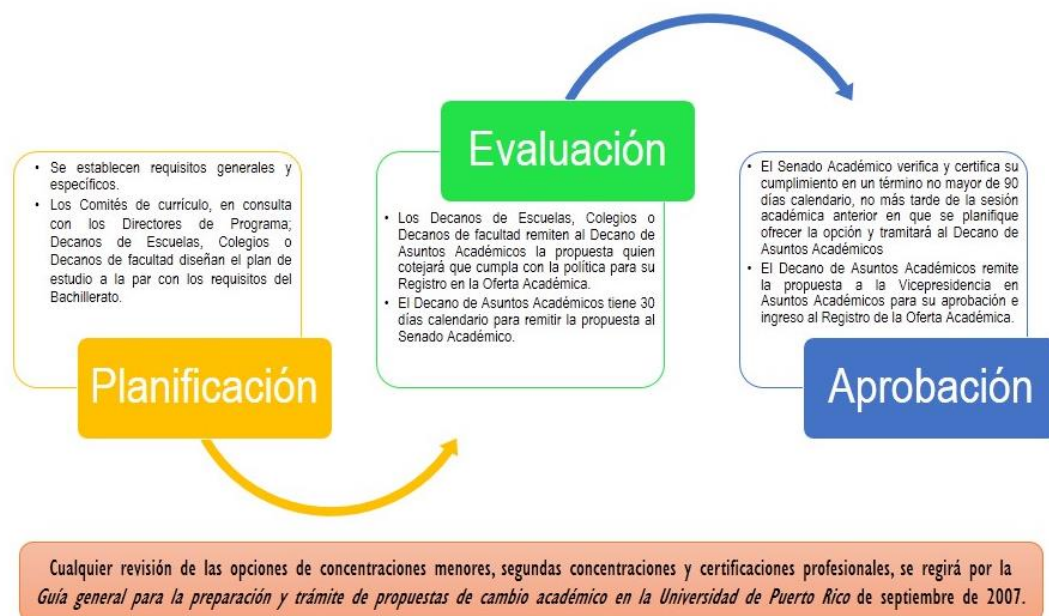 Planificación
• Se establecen requisitos generales y
específicos.
• Los Comités de currículo, en consulta
con los Directores de Programa;
Decanos de Escuelas, Colegios o
Decanos de facultad diseñan el plan de
estudio a la par con los requisitos del
Bachillerato.
Evaluación
• Los Decanos de Escuelas, Colegios o
Decanos de facultad remiten al Decano de
Asuntos Académicos la propuesta quien
cotejará que cumpla con la política para su
Registro en la Oferta Académica.
• El Decano de Asuntos Académicos tiene 30
días calendario para remitir la propuesta al
Senado Académico.
Aprobación
• El Senado Académico verifica y certifica su
cumplimiento en un término no mayor de 90
días calendario, no más tarde de la sesión
académica anterior en que se planifique
ofrecer la opción y tramitará al Decano de
Asuntos Académicos
• El Decano de Asuntos Académicos remite
la propuesta a la Vicepresidencia en
Asuntos Académicos para su aprobación e
ingreso al Registro de la Oferta Académica.
Cualquier revisión de las opciones de concentraciones menores, segundas concentraciones y certificaciones profesionales, se regirá por la
Guía general para la preparación y trámite de propuestas de cambio académico en la Universidad de Puerto Rico de septiembre de 2007.